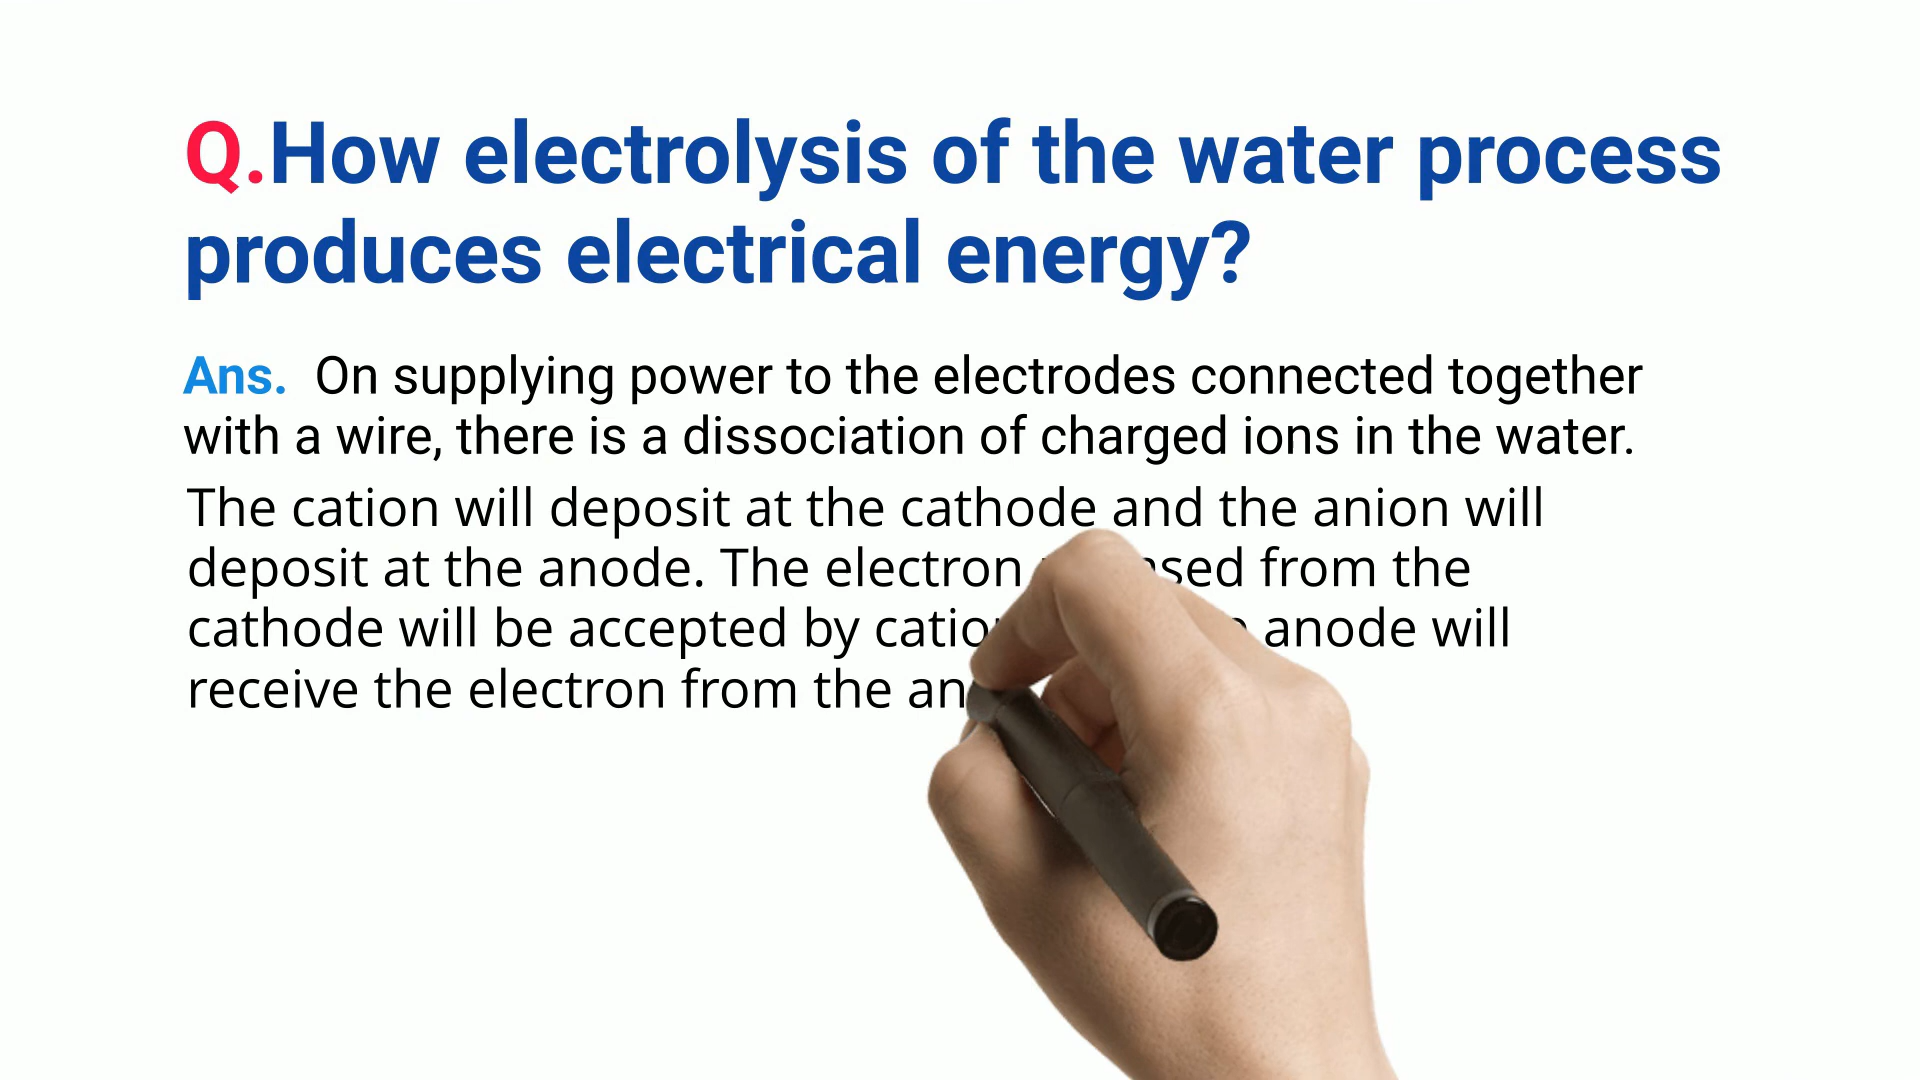 Q.How electrolysis of the water process
produces electrical energy?
Ans. On supplying power to the electrodes connected together
with a wire, there is a dissociation of charged ions in the water.
The cation will deposit at the cathode and the anion will
deposit at the anode. The electron from the
cathode will be accepted by anode will
receive the electron from the